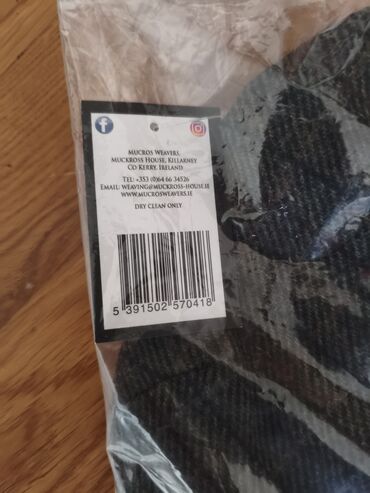 Mucros Weavers,
Muckross House, Killarney
Co Kerry, Ireland
Tel: +353 (0)64 66 34526
Email: weaving@muckross-house.ie
www.mucrosweavers.ie
Dry Clean Only
5 391502 570418